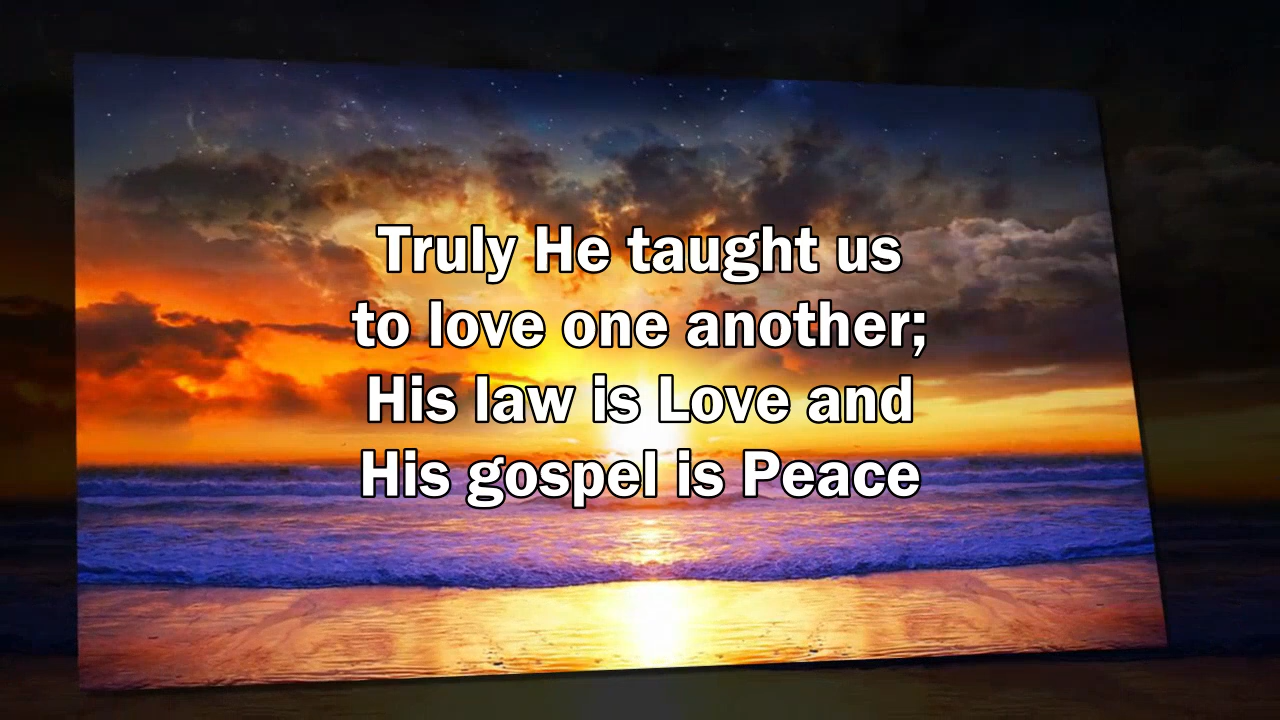 Truly He taught us
to love one another;
His law is Love and
His gospel is Peace